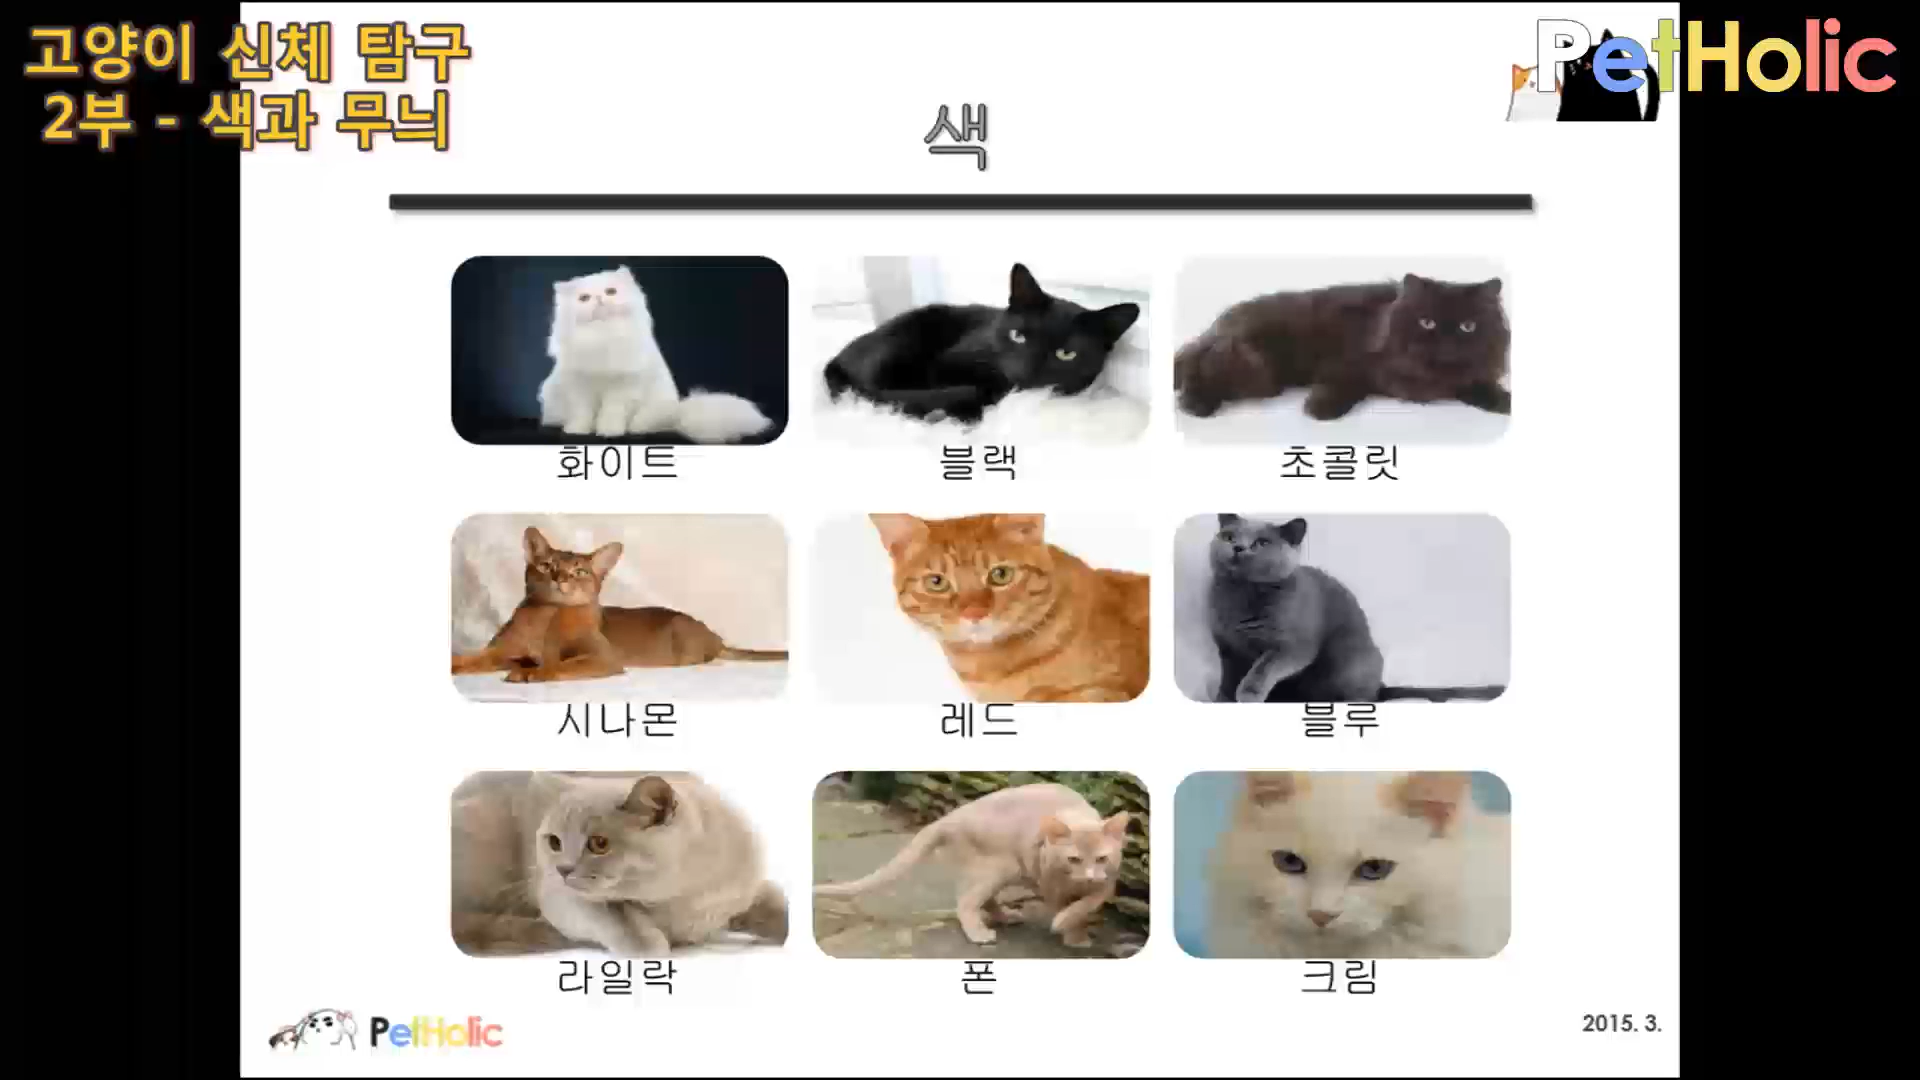 고양이 신체 탐구
2부 - 색과 무늬
PetHolic
색
화이트
블랙
초콜릿
시나몬
레드
블루
라일락
폰
크림
PetHolic
2015. 3.